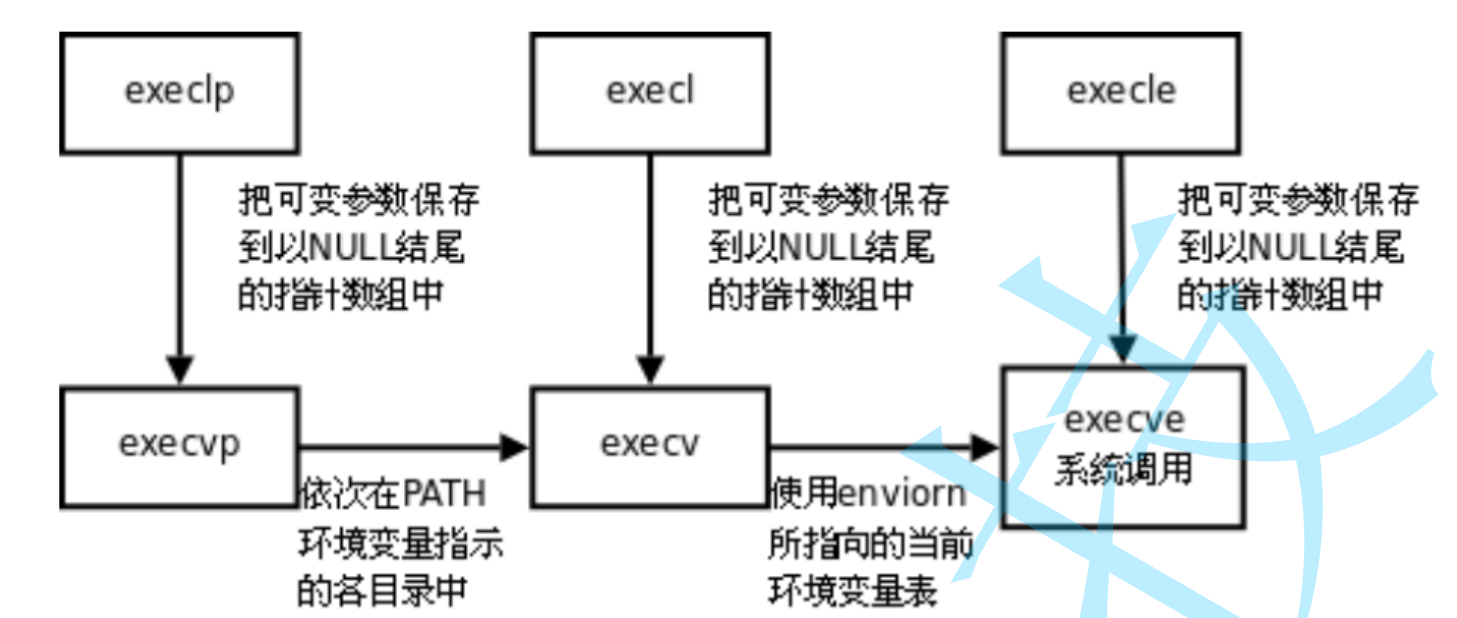 execlp
execl
execle
把可变参数保存
到以NULL结尾
的指针数组中
把可变参数保存
到以NULL结尾
的指针数组中
把可变参数保存
到以NULL结尾
的指针数组中
execvp
execv
execve
系统调用
依次在PATH
环境变量指示
的各目录中
使用enviorn
所指向的当前
环境变量表